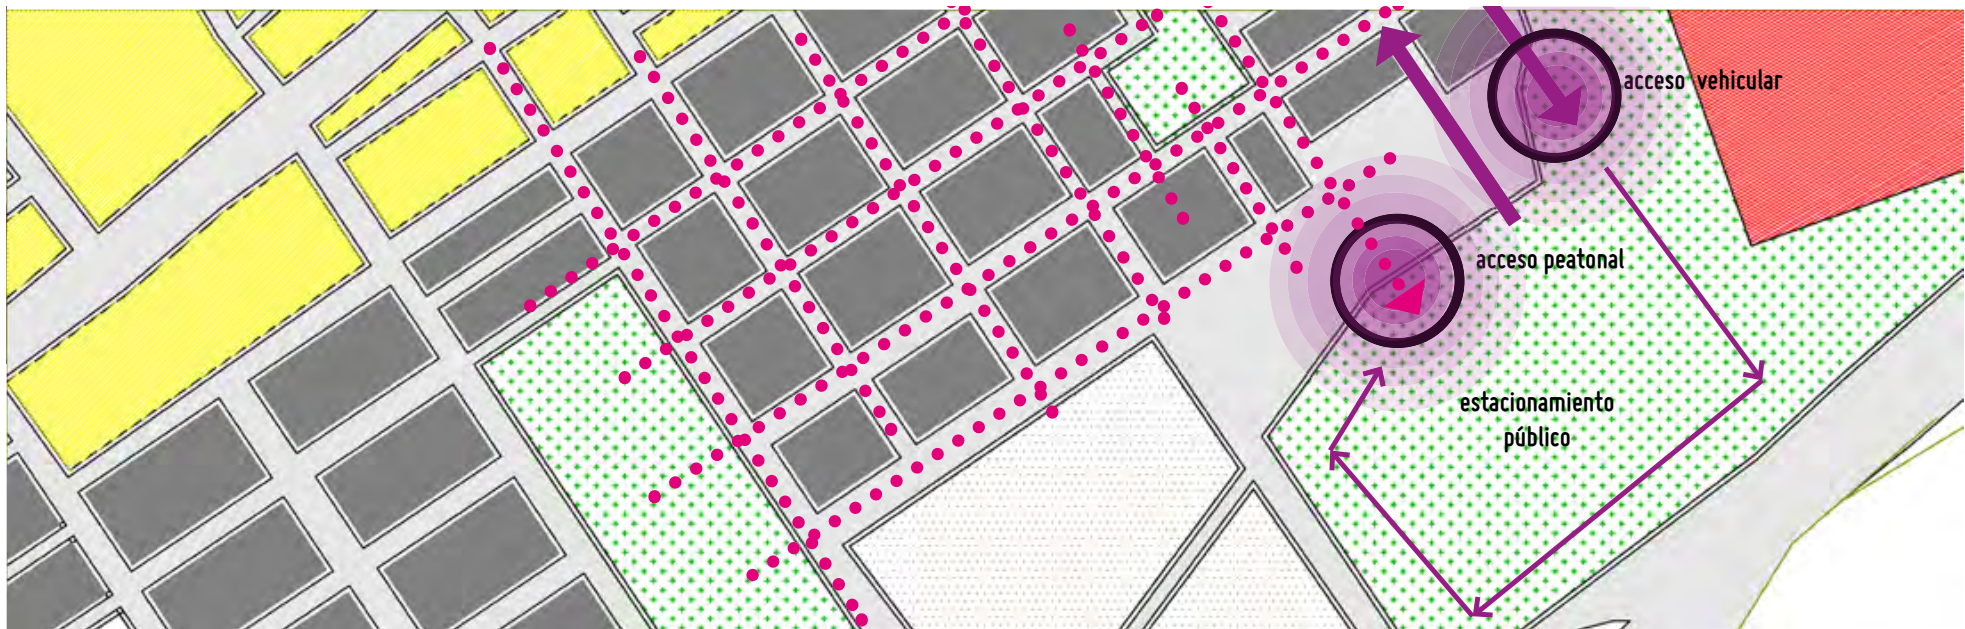 acceso vehicular
acceso peatonal
estacionamiento
público